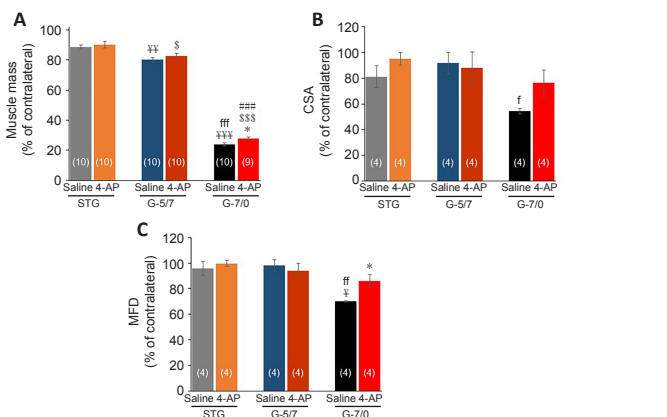 A
Muscle mass
(% of contralateral)
100
80
60
40
20
0
¥¥
$
fff
¥¥¥
###
$$$
*
(10)
(10)
(10)
(10)
(10)
(9)
Saline 4-AP
Saline 4-AP
Saline 4-AP
STG
G-5/7
G-7/0
B
CSA
(% of contralateral)
120
100
80
60
40
20
0
f
(4)
(4)
(4)
(4)
(4)
(4)
Saline 4-AP
Saline 4-AP
Saline 4-AP
STG
G-5/7
G-7/0
C
MFD
(% of contralateral)
120
100
80
60
40
20
0
ff
¥
*
(4)
(4)
(4)
(4)
(4)
(4)
Saline 4-AP
Saline 4-AP
Saline 4-AP
STG
G-5/7
G-7/0